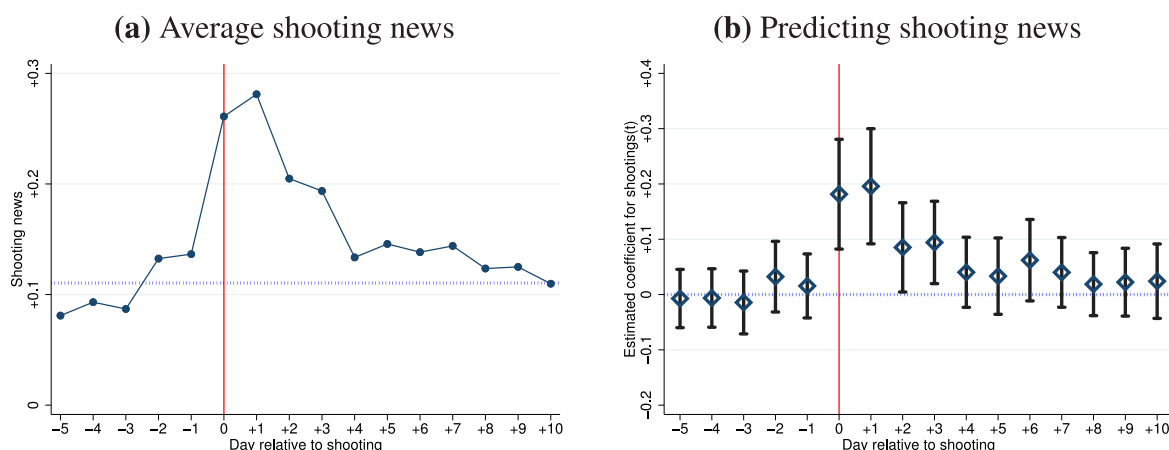 (a) Average shooting news
+0.3
+0.2
+0.1
0
Shooting news
−5 −4 −3 −2 −1 0 +1 +2 +3 +4 +5 +6 +7 +8 +9 +10
Day relative to shooting
(b) Predicting shooting news
+0.4
+0.3
+0.2
+0.1
0
−0.1
−0.2
Estimated coefficient for shootings(t)
−5 −4 −3 −2 −1 0 +1 +2 +3 +4 +5 +6 +7 +8 +9 +10
Day relative to shooting